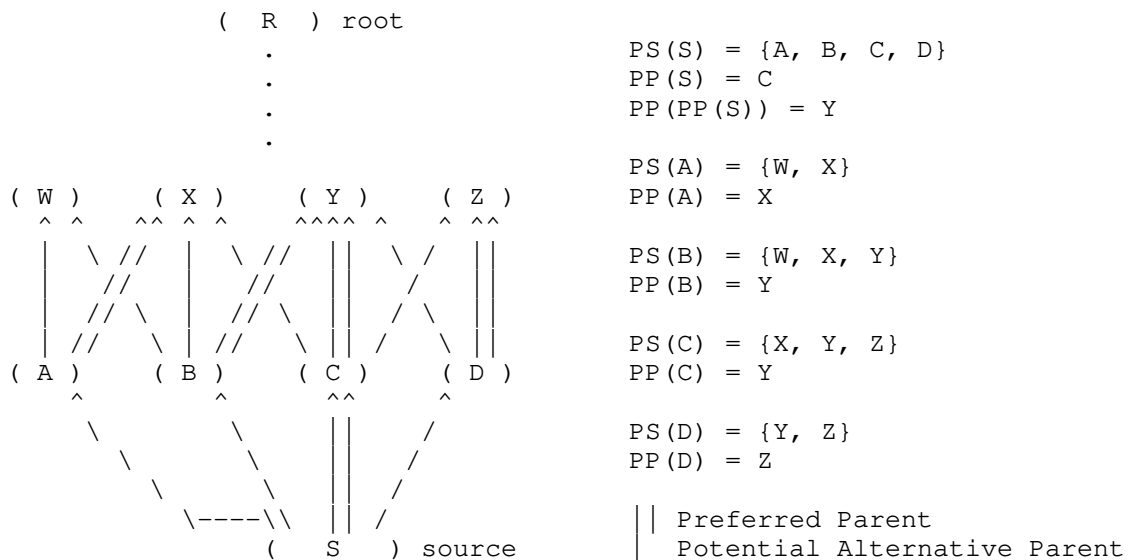 ( R ) root
PS(S) = {A, B, C, D}
PP(S) = C
PP(PP(S)) = Y
PS(A) = {W, X}
PP(A) = X
( W ) ( X ) ( Y ) ( Z )
PS(B) = {W, X, Y}
PP(B) = Y
PS(C) = {X, Y, Z}
PP(C) = Y
( A ) ( B ) ( C ) ( D )
PS(D) = {Y, Z}
PP(D) = Z
|| Preferred Parent
( S ) source
| Potential Alternative Parent